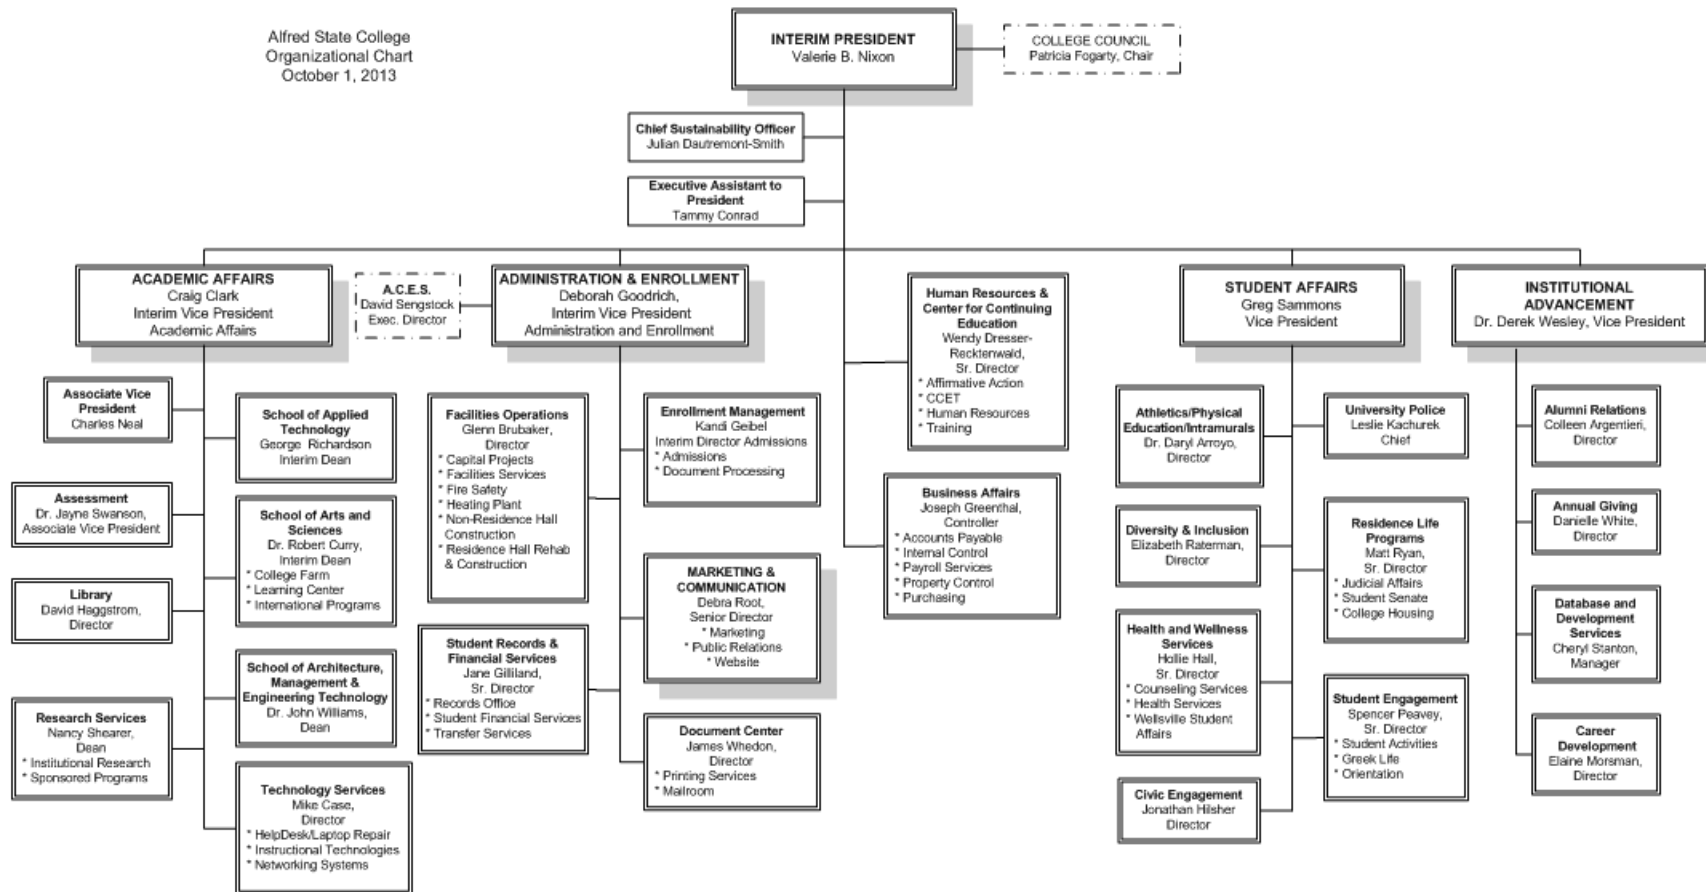 Alfred State College
Organizational Chart
October 1, 2013
INTERIM PRESIDENT
Valerie B. Nixon
COLLEGE COUNCIL
Patricia Fogarty, Chair
Chief Sustainability Officer
Julian Dautremont-Smith
Executive Assistant to
President
Tammy Conrad
ACADEMIC AFFAIRS
Craig Clark
Interim Vice President
Academic Affairs
A.C.E.S.
David Sengstock
Exec. Director
ADMINISTRATION & ENROLLMENT
Deborah Goodrich,
Interim Vice President
Administration and Enrollment
Human Resources &
Center for Continuing
Education
Wendy Dresser-
Recktenwald,
Sr. Director
* Affirmative Action
* CCET
* Human Resources
* Training
STUDENT AFFAIRS
Greg Sammons
Vice President
INSTITUTIONAL
ADVANCEMENT
Dr. Derek Wesley, Vice President
Associate Vice
President
Charles Neal
School of Applied
Technology
George Richardson
Interim Dean
Assessment
Dr. Jayne Swanson,
Associate Vice President
School of Arts and
Sciences
Dr. Robert Curry,
Interim Dean
* College Farm
* Learning Center
* International Programs
Library
David Haggstrom,
Director
School of Architecture,
Management &
Engineering Technology
Dr. John Williams,
Dean
Research Services
Nancy Shearer,
Dean
* Institutional Research
* Sponsored Programs
Technology Services
Mike Case,
Director
* HelpDesk/Laptop Repair
* Instructional Technologies
* Networking Systems
Facilities Operations
Glenn Brubaker,
Director
* Capital Projects
* Facilities Services
* Fire Safety
* Heating Plant
* Non-Residence Hall
Construction
* Residence Hall Rehab
& Construction
Enrollment Management
Kandi Geibel
Interim Director Admissions
* Admissions
* Document Processing
MARKETING &
COMMUNICATION
Debra Root,
Senior Director
* Marketing
* Public Relations
* Website
Student Records &
Financial Services
Jane Gilliland,
Sr. Director
* Records Office
* Student Financial Services
* Transfer Services
Document Center
James Whedon,
Director
* Printing Services
* Mailroom
Business Affairs
Joseph Greenthal,
Controller
* Accounts Payable
* Internal Control
* Payroll Services
* Property Control
* Purchasing
Athletics/Physical
Education/Intramurals
Dr. Daryl Arroyo,
Director
University Police
Leslie Kachurek
Chief
Diversity & Inclusion
Elizabeth Raterman,
Director
Residence Life
Programs
Matt Ryan,
Sr. Director
* Judicial Affairs
* Student Senate
* College Housing
Health and Wellness
Services
Hollie Hall,
Sr. Director
* Counseling Services
* Health Services
* Wellsville Student
Affairs
Student Engagement
Spencer Peavey,
Sr. Director
* Student Activities
* Greek Life
* Orientation
Civic Engagement
Jonathan Hilsher
Director
Alumni Relations
Colleen Argentieri,
Director
Annual Giving
Danielle White,
Director
Database and
Development
Services
Cheryl Stanton,
Manager
Career
Development
Elaine Morsman,
Director